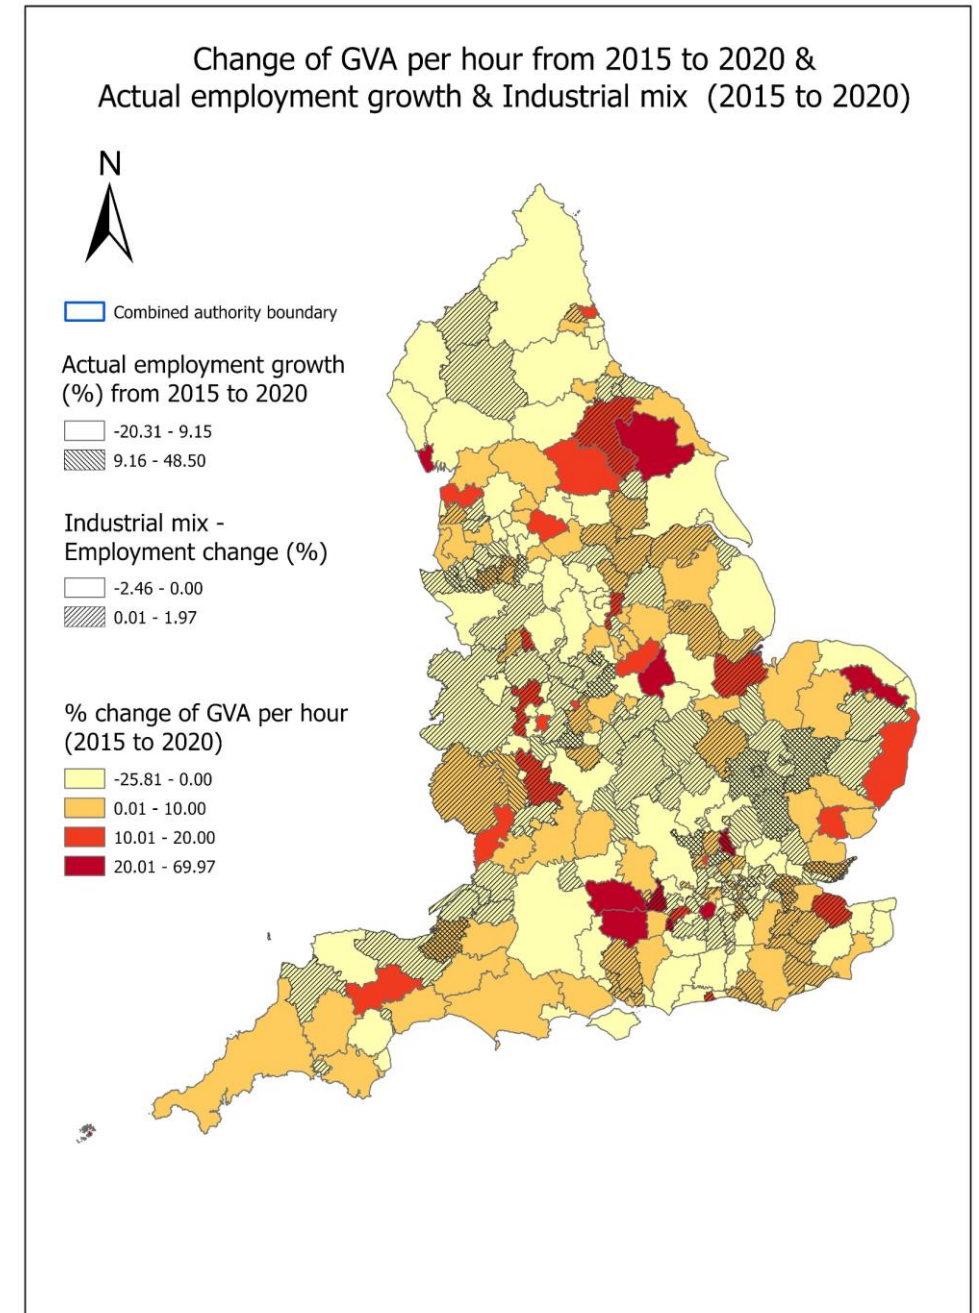 Change of GVA per hour from 2015 to 2020 &
Actual employment growth & Industrial mix (2015 to 2020)
N
Combined authority boundary
Actual employment growth
(%) from 2015 to 2020
-20.31 - 9.15
9.16 - 48.50
Industrial mix -
Employment change (%)
-2.46 - 0.00
0.01 - 1.97
% change of GVA per hour
(2015 to 2020)
-25.81 - 0.00
0.01 - 10.00
10.01 - 20.00
20.01 - 69.97